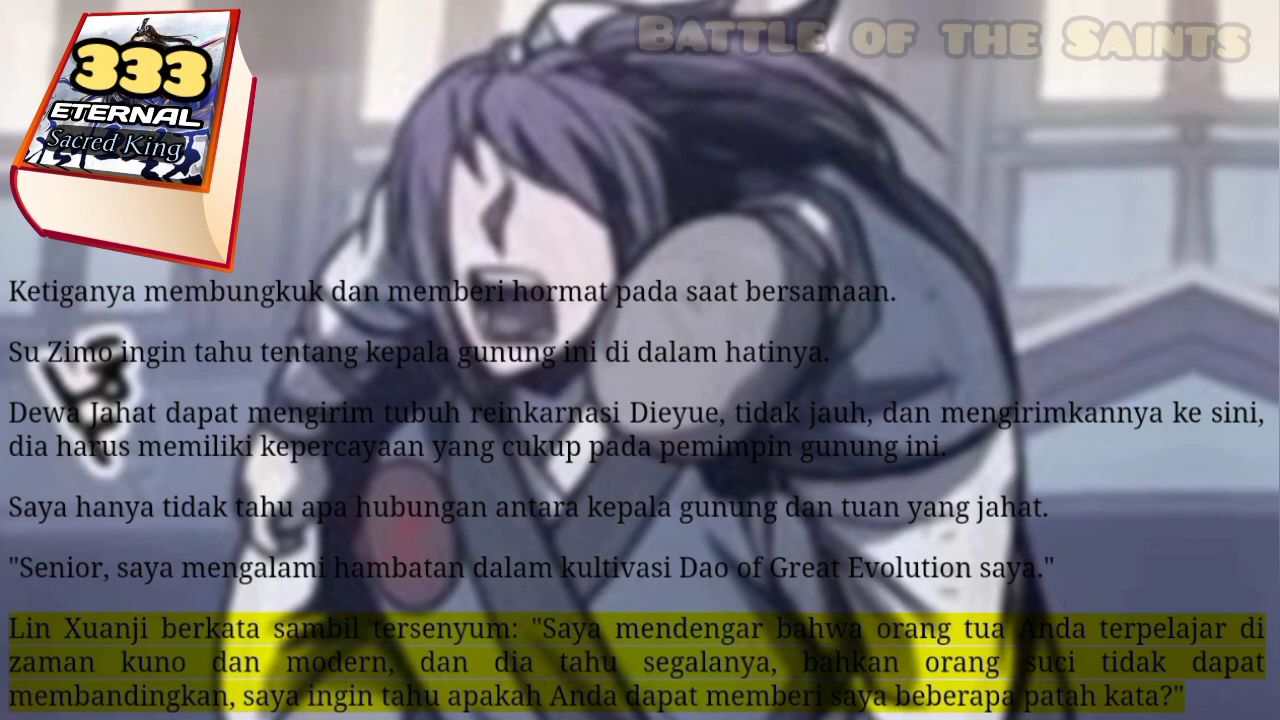 Battle of the Saints
333
ETERNAL
Sacred King
Ketiganya membungkuk dan memberi hormat pada saat bersamaan.
Su Zimo ingin tahu tentang kepala gunung ini di dalam hatinya.
Dewa Jahat dapat mengirim tubuh reinkarnasi Dieyue, tidak jauh, dan mengirimkannya ke sini,
dia harus memiliki kepercayaan yang cukup pada pemimpin gunung ini.
Saya hanya tidak tahu apa hubungan antara kepala gunung dan tuan yang jahat.
"Senior, saya mengalami hambatan dalam kultivasi Dao of Great Evolution saya."
Lin Xuanji berkata sambil tersenyum: "Saya mendengar bahwa orang tua Anda terpelajar di
zaman kuno dan modern, dan dia tahu segalanya, bahkan orang suci tidak dapat
membandingkan, saya ingin tahu apakah Anda dapat memberi saya beberapa patah kata?"